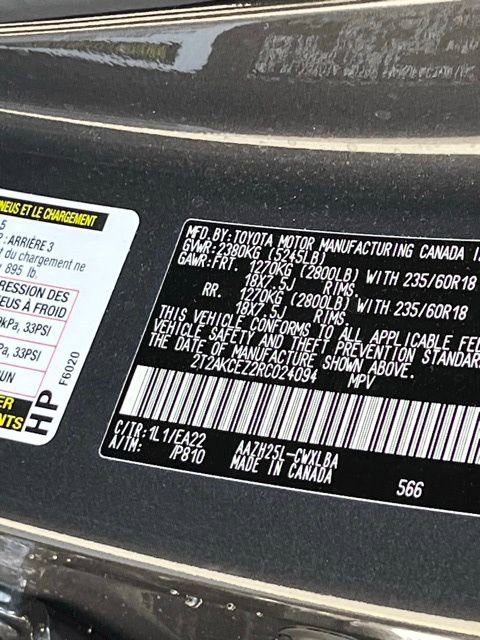 PNEUS ET LE CHARGEMENT
5
: ARRIÈRE 3
du chargement ne
895 lb.
PRESSION DES
PNEUS À FROID
kPa, 33PSI
a, 33PSI
UN
HP
F6020
MFD.BY:TOYOTA MOTOR MANUFACTURING CANADA I
GVWR:2380KG (5245LB)
GAWR:FRT. 1270KG (2800LB) WITH 235/60R18
18X7.5J RIMS
RR. 1270KG (2800LB) WITH 235/60R18
18X7.5J RIMS
THIS VEHICLE CONFORMS TO ALL APPLICABLE FED
VEHICLE SAFETY AND THEFT PREVENTION STANDAR
THE DATE OF MANUFACTURE SHOWN ABOVE.
2T2AKCEZ2RC024094 MPV
C/TR:1L1/EA22 AAZH25L-CWXLBA
A/TM: /P810 MADE IN CANADA
566